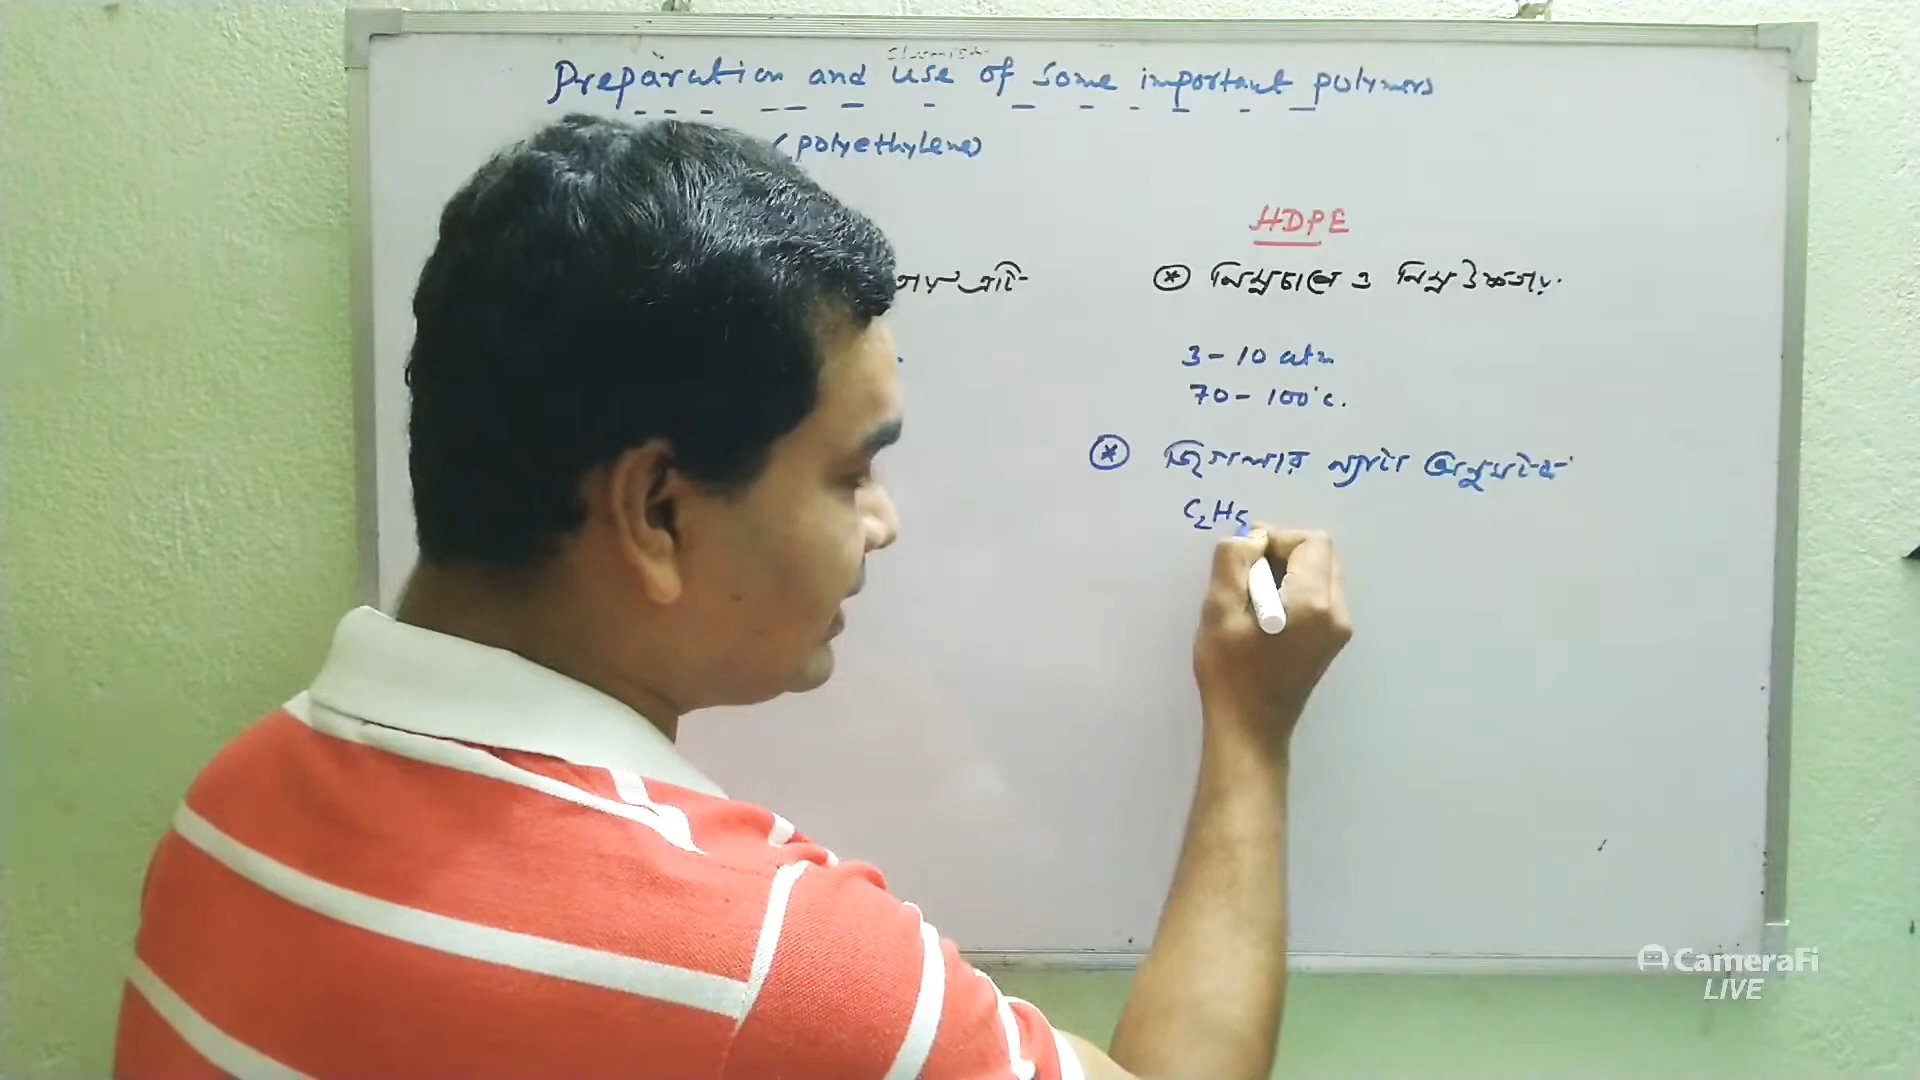 Preparation and use of some important polymers
(polyethylene)
HDPE
* নিম্নচাপে ও নিম্ন উষ্ণতায়.
3 - 10 atm
70 - 100°C.
* জিগলার ন্যাটা অনুঘটক
C2H5
CameraFi
LIVE